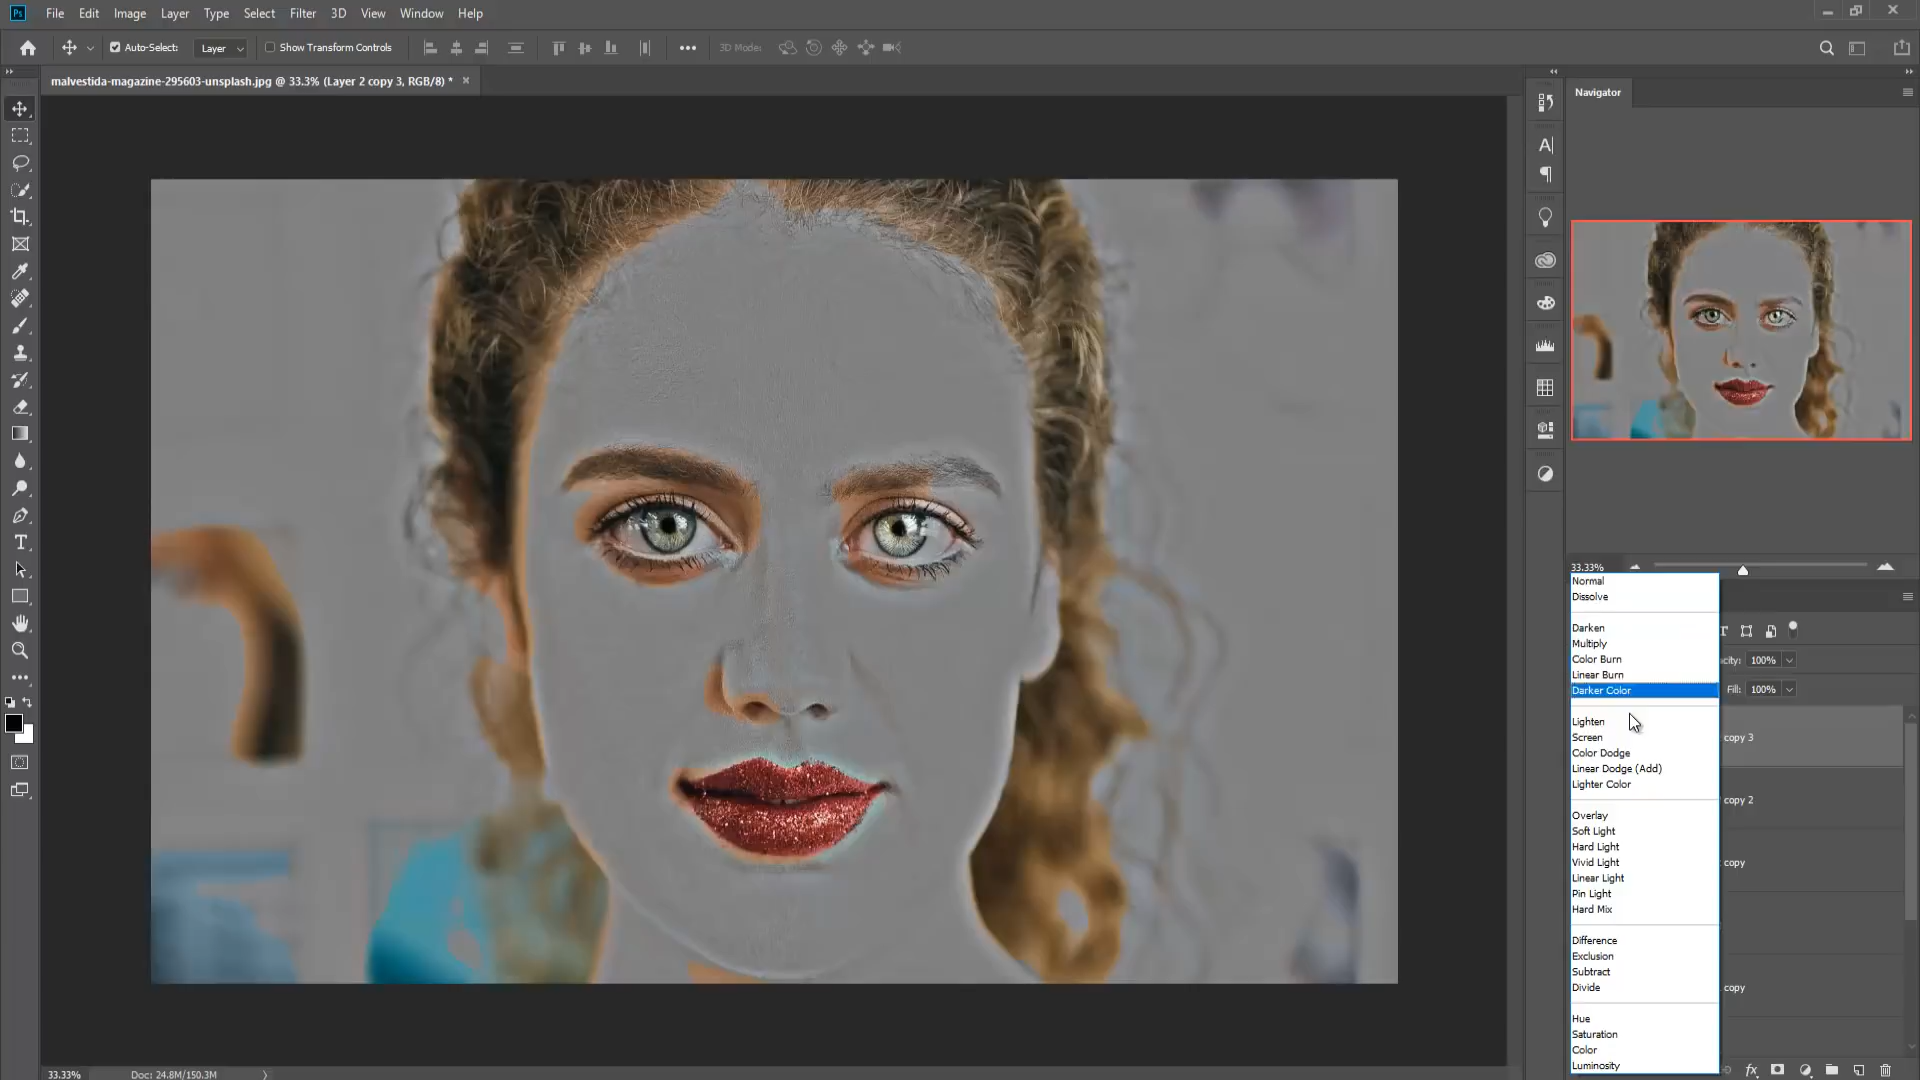 Ps File Edit Image Layer Type Select Filter 3D View Window Help
Auto-Select: Layer Show Transform Controls 3D Mode:
malvestida-magazine-295603-unsplash.jpg @ 33.3% (Layer 2 copy 3, RGB/8) *
Navigator
33.33%
Normal
Dissolve
Darken
Multiply
Color Burn
acity: 100%
Linear Burn
Darker Color
Fill: 100%
Lighten
Screen
copy 3
Color Dodge
Linear Dodge (Add)
Lighter Color
copy 2
Overlay
Soft Light
Hard Light
Vivid Light
copy
Linear Light
Pin Light
Hard Mix
Difference
Exclusion
Subtract
Divide
copy
Hue
Saturation
Color
Luminosity
33.33% Doc: 24.8M/150.3M